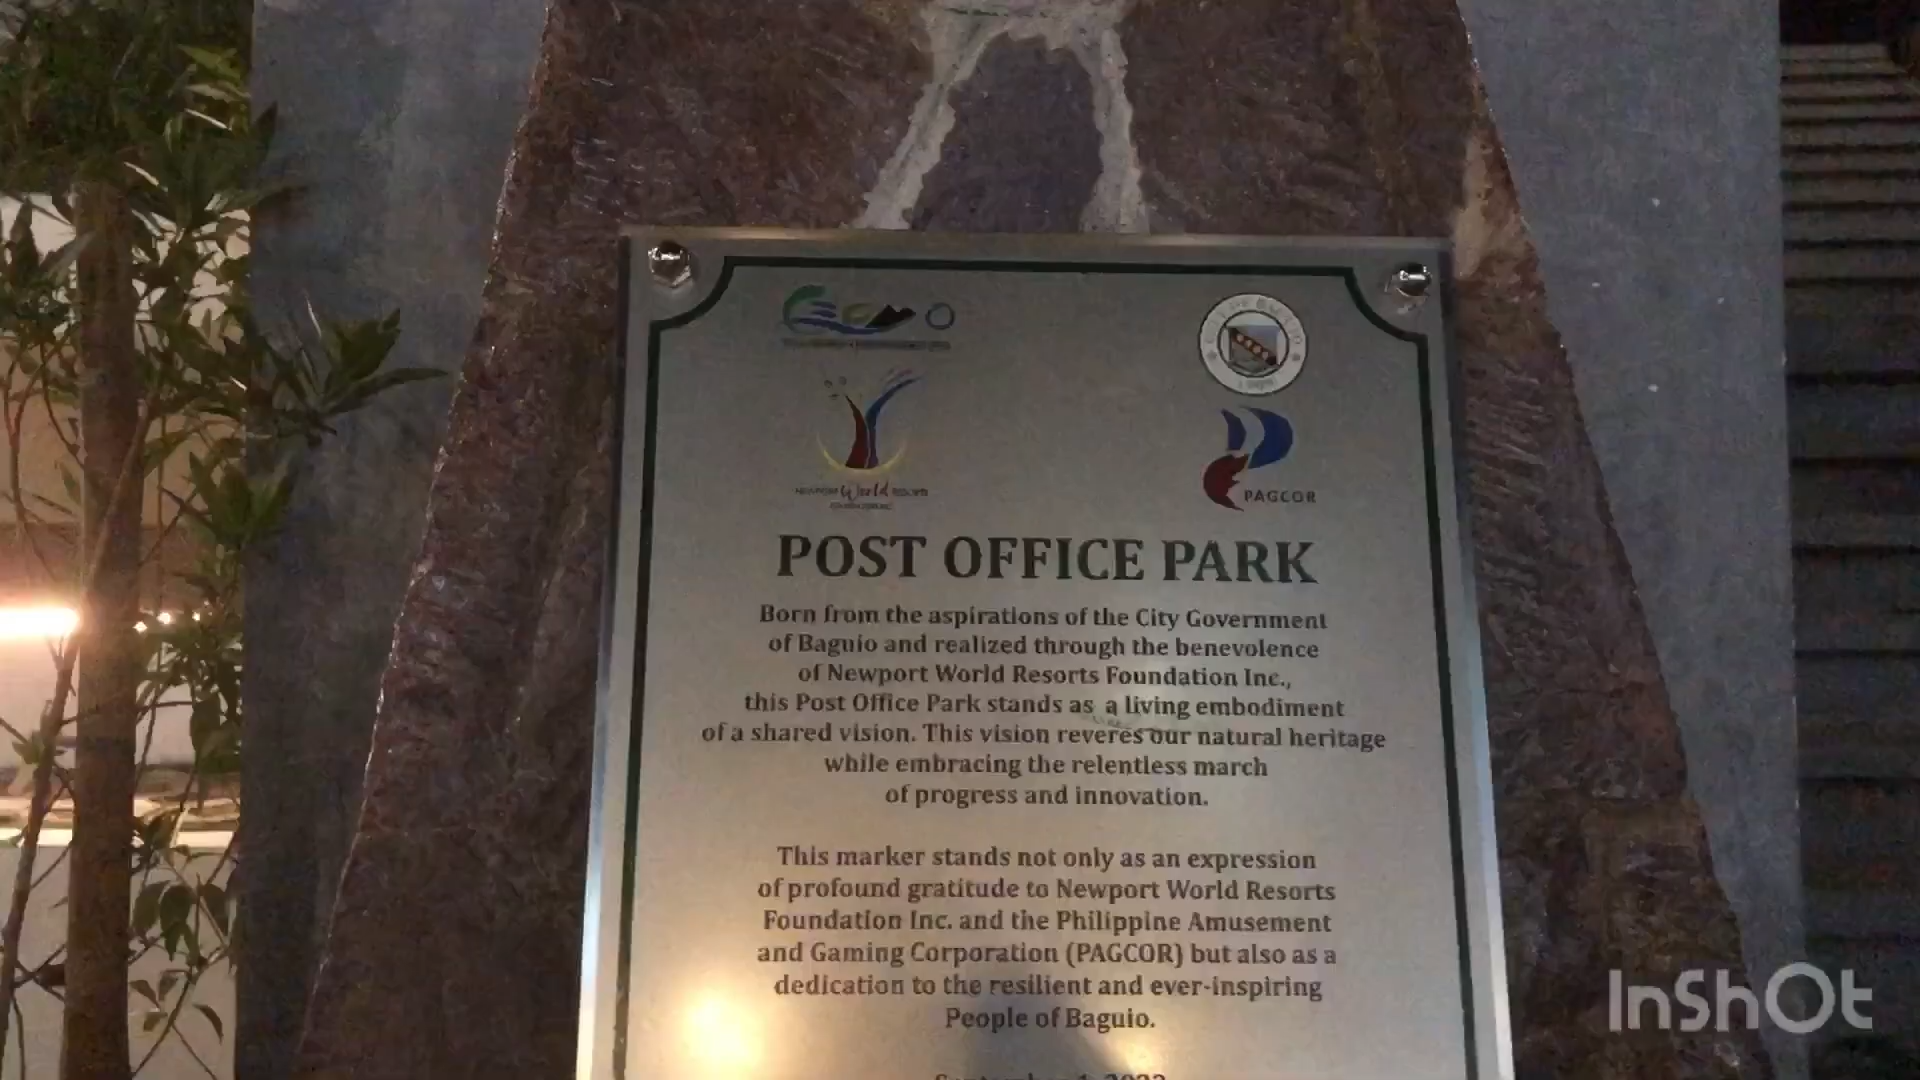 World
PAGCOR
POST OFFICE PARK
Born from the aspirations of the City Government
of Baguio and realized through the benevolence
of Newport World Resorts Foundation Inc.,
this Post Office Park stands as a living embodiment
of a shared vision. This vision reveres our natural heritage
while embracing the relentless march
of progress and innovation.
This marker stands not only as an expression
of profound gratitude to Newport World Resorts
Foundation Inc. and the Philippine Amusement
and Gaming Corporation (PAGCOR) but also as a
dedication to the resilient and ever-inspiring
People of Baguio.
InShOt